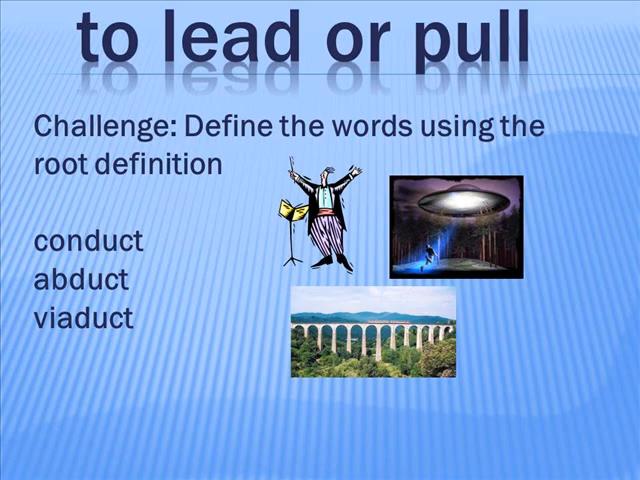 to lead or pull
Challenge: Define the words using the
root definition
conduct
abduct
viaduct